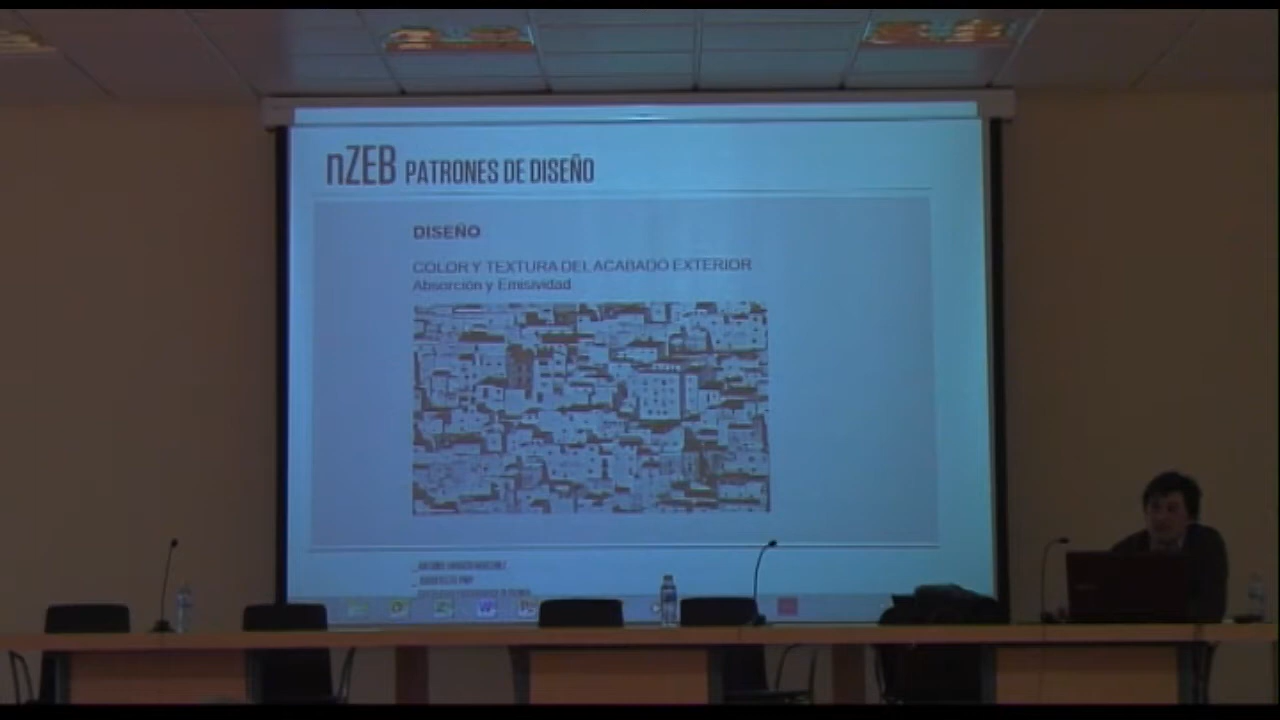 nZEB PATRONES DE DISEÑO
DISEÑO
COLOR Y TEXTURA DEL ACABADO EXTERIOR
Absorción y Emisividad